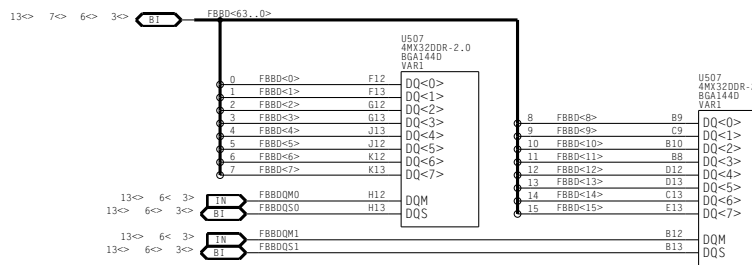 13<> 7<> 6<> 3<> BI FBBD<63..0>
U507
4MX32DDR-2.0
BGA144D
VAR1
0 FBBD<0> F12 DQ<0>
1 FBBD<1> F13 DQ<1>
2 FBBD<2> G12 DQ<2>
3 FBBD<3> G13 DQ<3>
4 FBBD<4> J13 DQ<4>
5 FBBD<5> J12 DQ<5>
6 FBBD<6> K12 DQ<6>
7 FBBD<7> K13 DQ<7>
13<> 6< 3> IN FBBDQM0 H12 DQM
13<> 6<> 3<> BI FBBDQS0 H13 DQS
U507
4MX32DDR-
BGA144D
VAR1
8 FBBD<8> B9 DQ<0>
9 FBBD<9> C9 DQ<1>
10 FBBD<10> B10 DQ<2>
11 FBBD<11> B8 DQ<3>
12 FBBD<12> D12 DQ<4>
13 FBBD<13> D13 DQ<5>
14 FBBD<14> C13 DQ<6>
15 FBBD<15> E13 DQ<7>
13<> 6< 3> IN FBBDQM1 B12 DQM
13<> 6<> 3<> BI FBBDQS1 B13 DQS